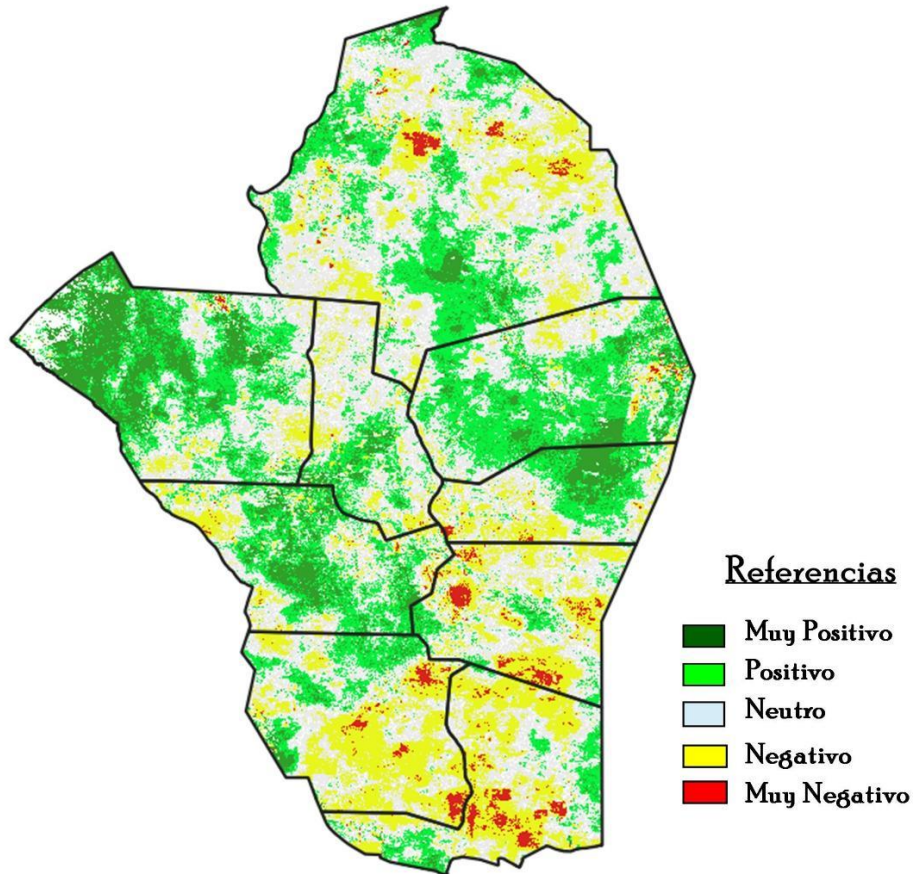 Referencias
Muy Positivo
Positivo
Neutro
Negativo
Muy Negativo